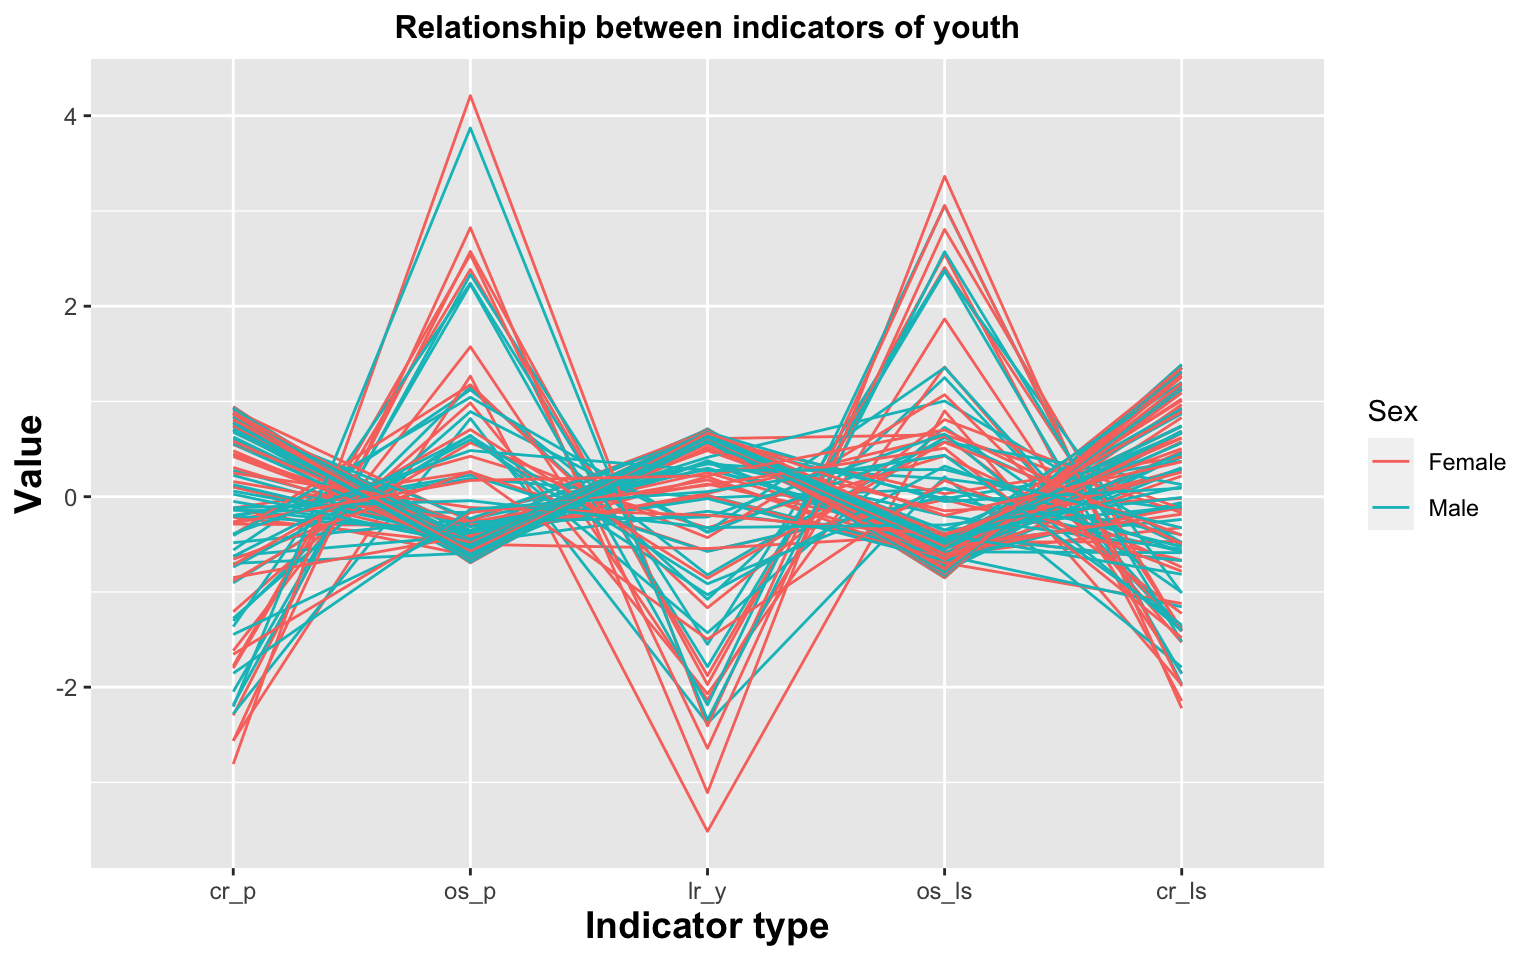 Relationship between indicators of youth
Value
4
2
0
-2
cr_p
os_p
lr_y
os_ls
cr_ls
Indicator type
Sex
Female
Male